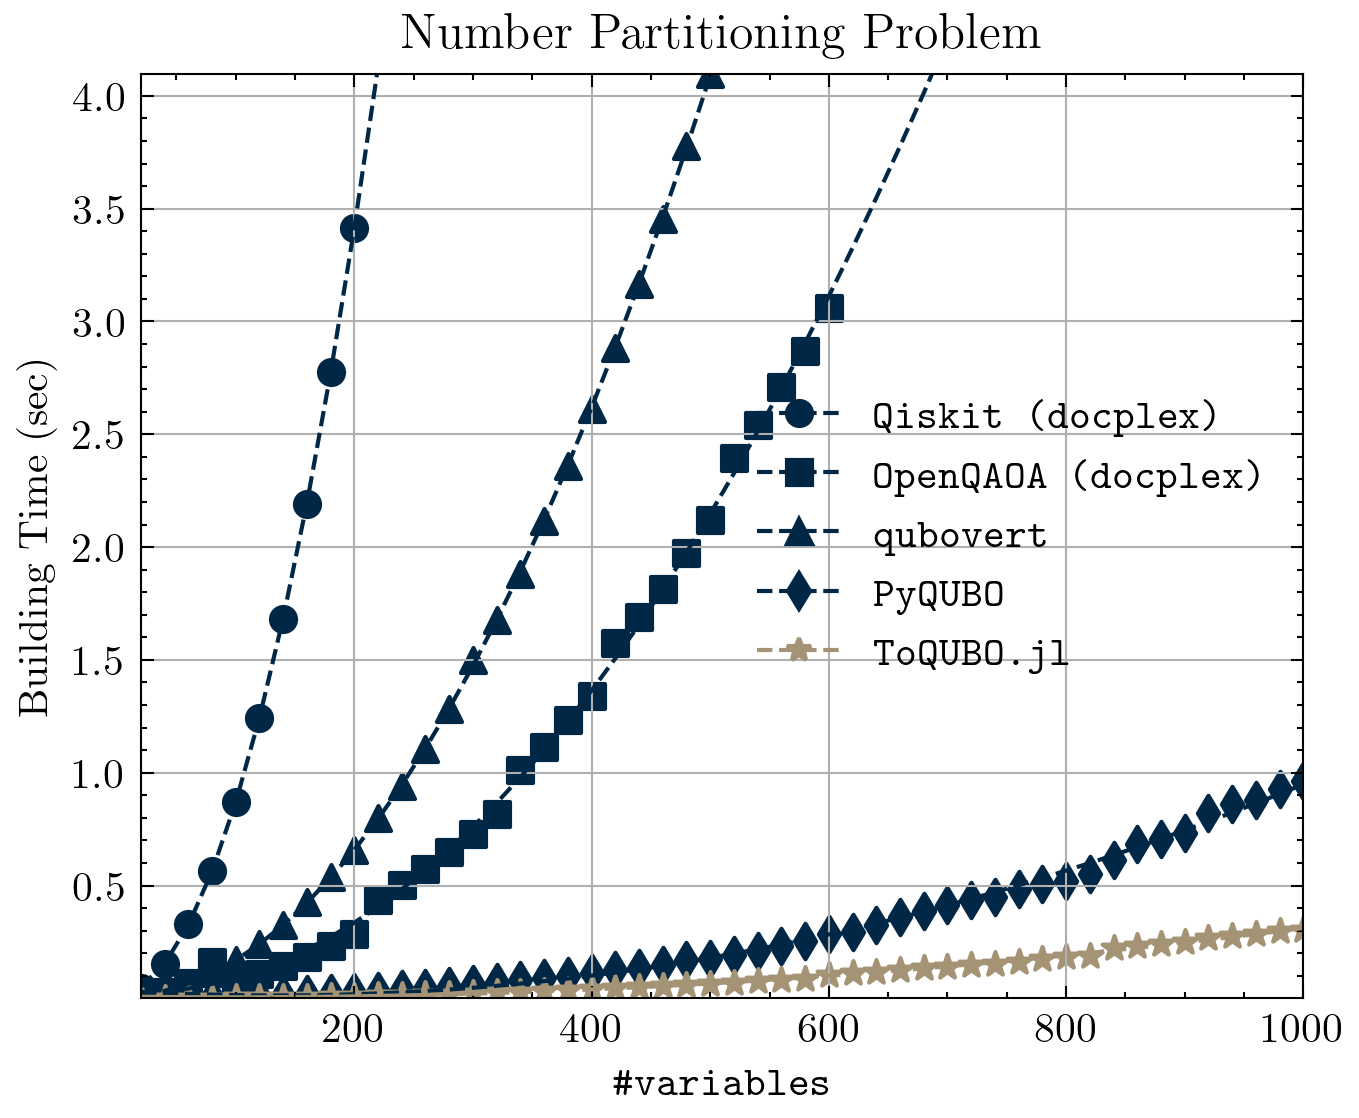 Number Partitioning Problem
Building Time (sec)
4.0
3.5
3.0
2.5
2.0
1.5
1.0
0.5
Qiskit (docplex)
OpenQAOA (docplex)
qubovert
PyQUBO
ToQUBO.jl
200 400 600 800 1000
#variables